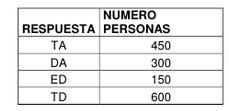 RESPUESTA NUMERO PERSONAS
TA 450
DA 300
ED 150
TD 600